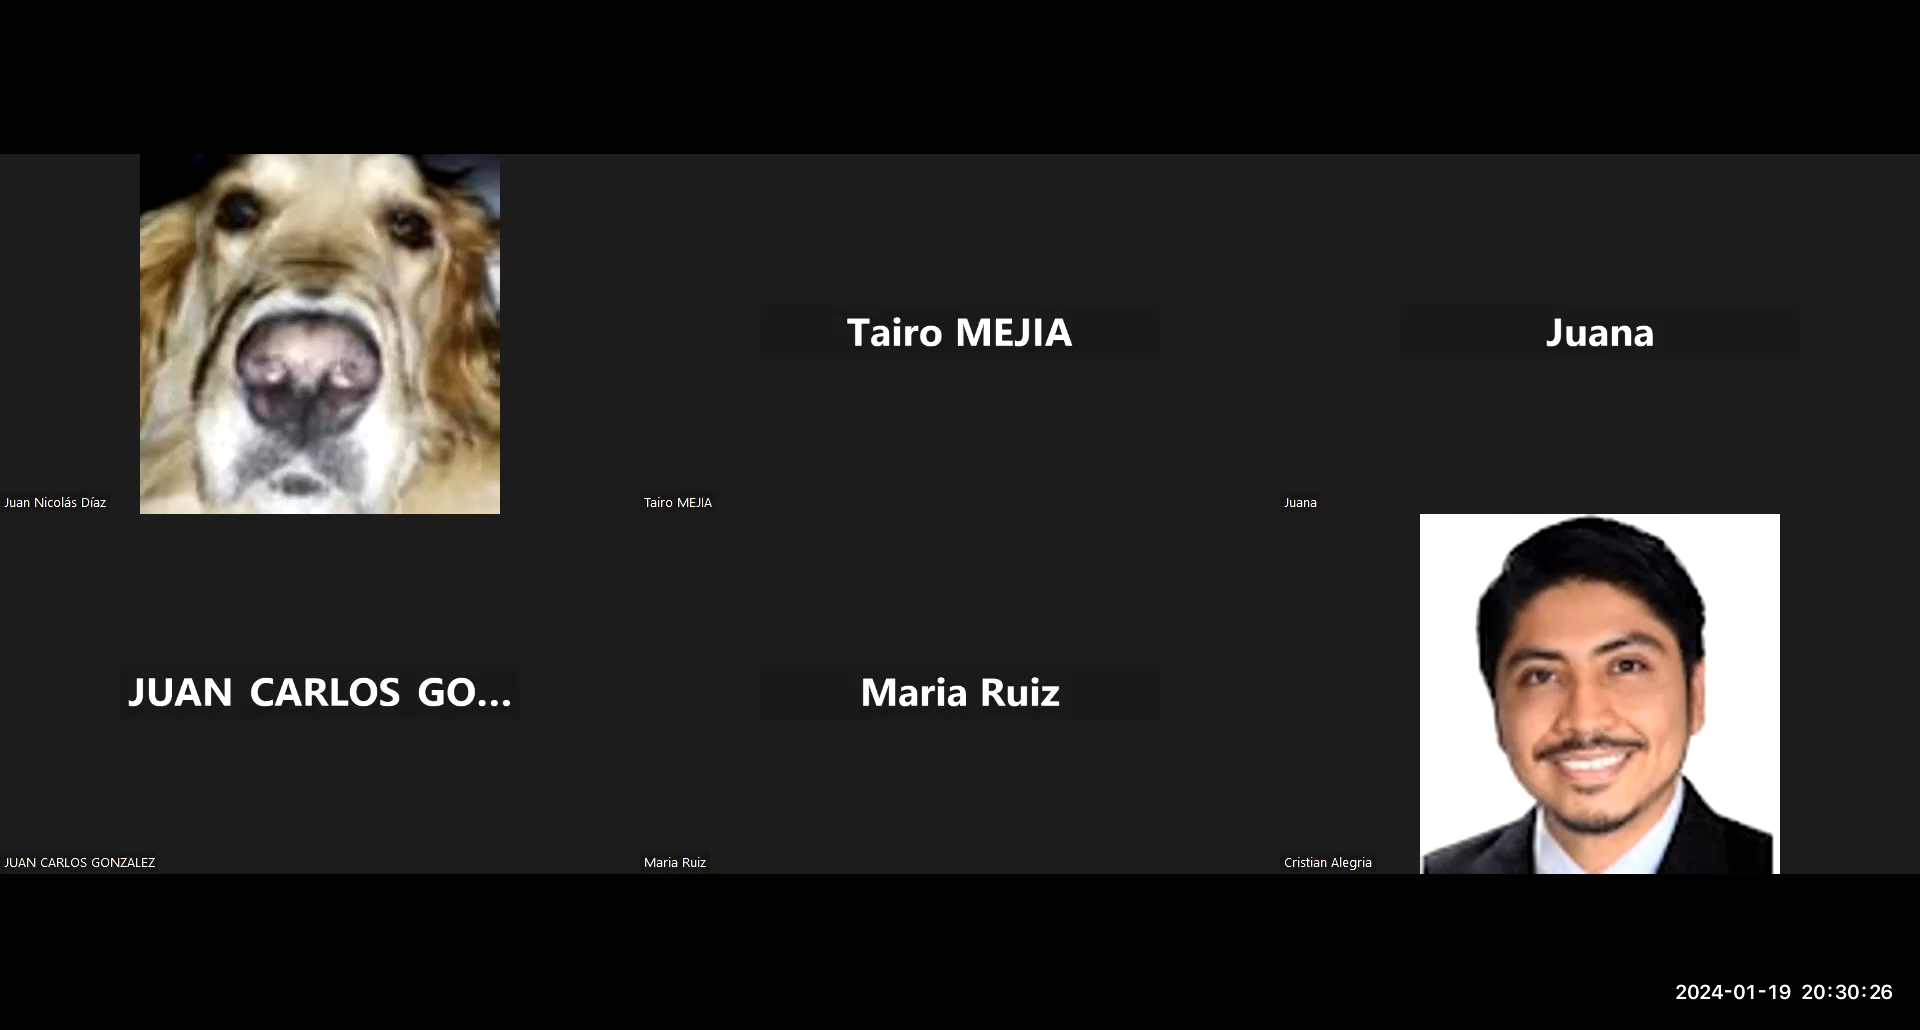 Tairo MEJIA
Juana
Juan Nicolás Díaz
Tairo MEJIA
Juana
JUAN CARLOS GO...
Maria Ruiz
JUAN CARLOS GONZALEZ
Maria Ruiz
Cristian Alegria
2024-01-19 20:30:26